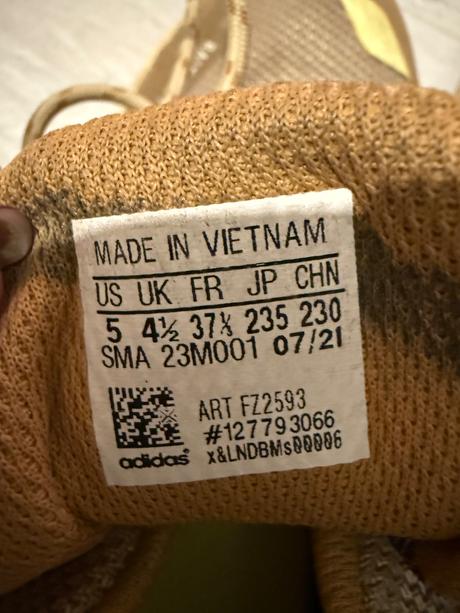 MADE IN VIETNAM
US UK FR JP CHN
5 4½ 37⅓ 235 230
SMA 23M001 07/21
ART FZ2593
#127793066
adidas x&LNDBMs00006